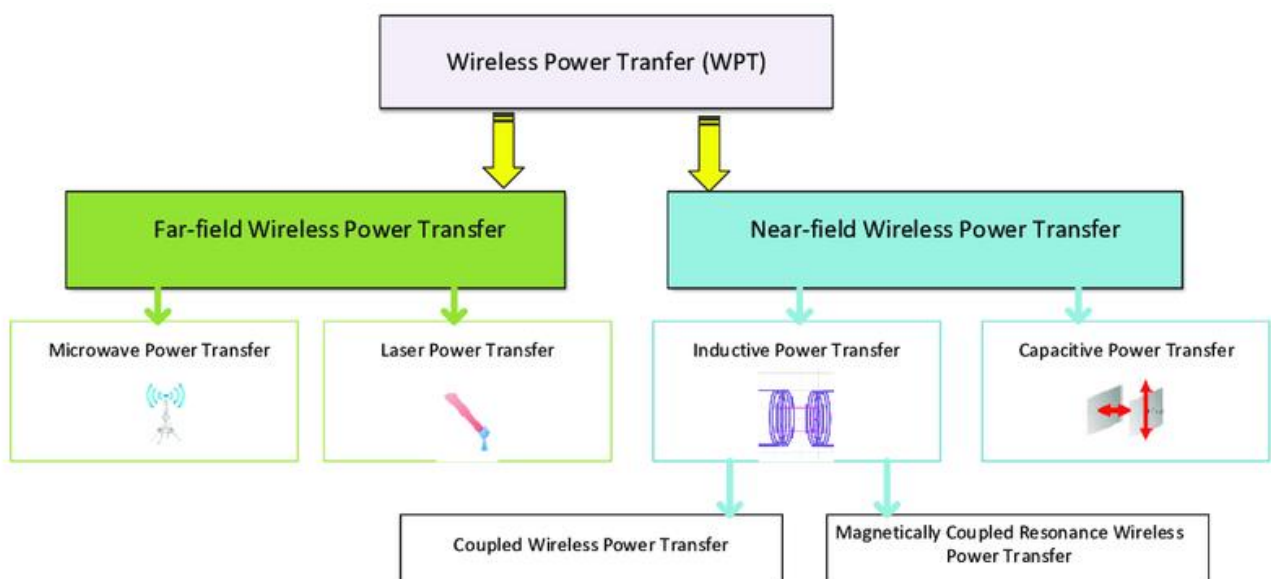 Wireless Power Tranfer (WPT)
Far-field Wireless Power Transfer
Near-field Wireless Power Transfer
Microwave Power Transfer
Laser Power Transfer
Inductive Power Transfer
Capacitive Power Transfer
Coupled Wireless Power Transfer
Magnetically Coupled Resonance Wireless
Power Transfer